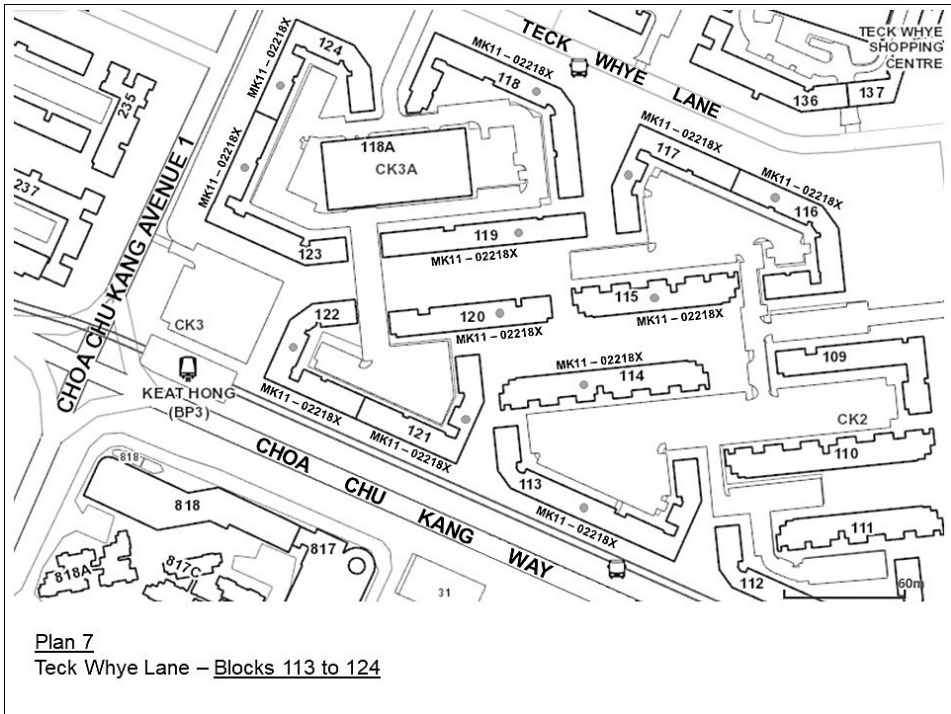 TECK WHYE LANE
TECK WHYE
SHOPPING
CENTRE
124
MK11 – 02218X
MK11 – 02218X
118
235
136
137
118A
CK3A
MK11 – 02218X
117
MK11 – 02218X
116
237
CHOA CHU KANG AVENUE 1
MK11 – 02218X
119
MK11 – 02218X
123
115
MK11 – 02218X
122
120
MK11 – 02218X
CK3
109
MK11 – 02218X
114
KEAT HONG
(BP3)
MK11 – 02218X
121
MK11 – 02218X
CK2
110
CHOA CHU KANG WAY
818
113
MK11 – 02218X
818
111
817
818A
817C
31
112
60m
Plan 7
Teck Whye Lane – Blocks 113 to 124